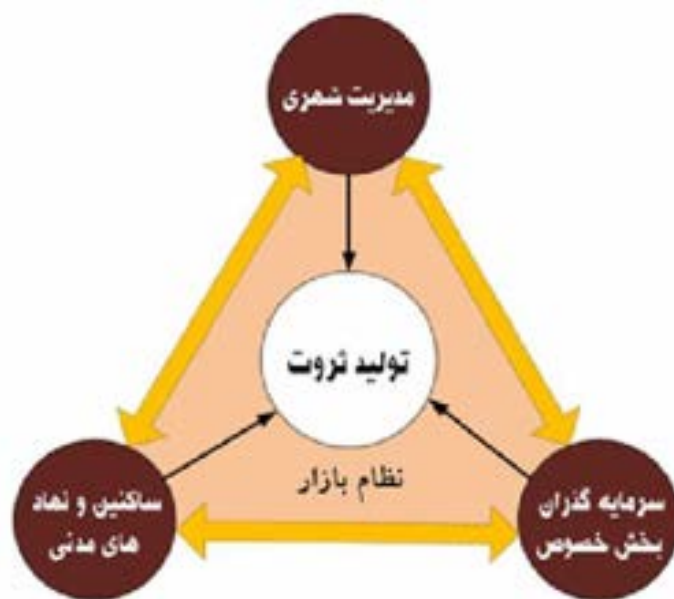 مدیریت شهری
تولید ثروت
نظام بازار
سرمایه گذران
بخش خصوص
ساکنین و نهاد
های مدنی